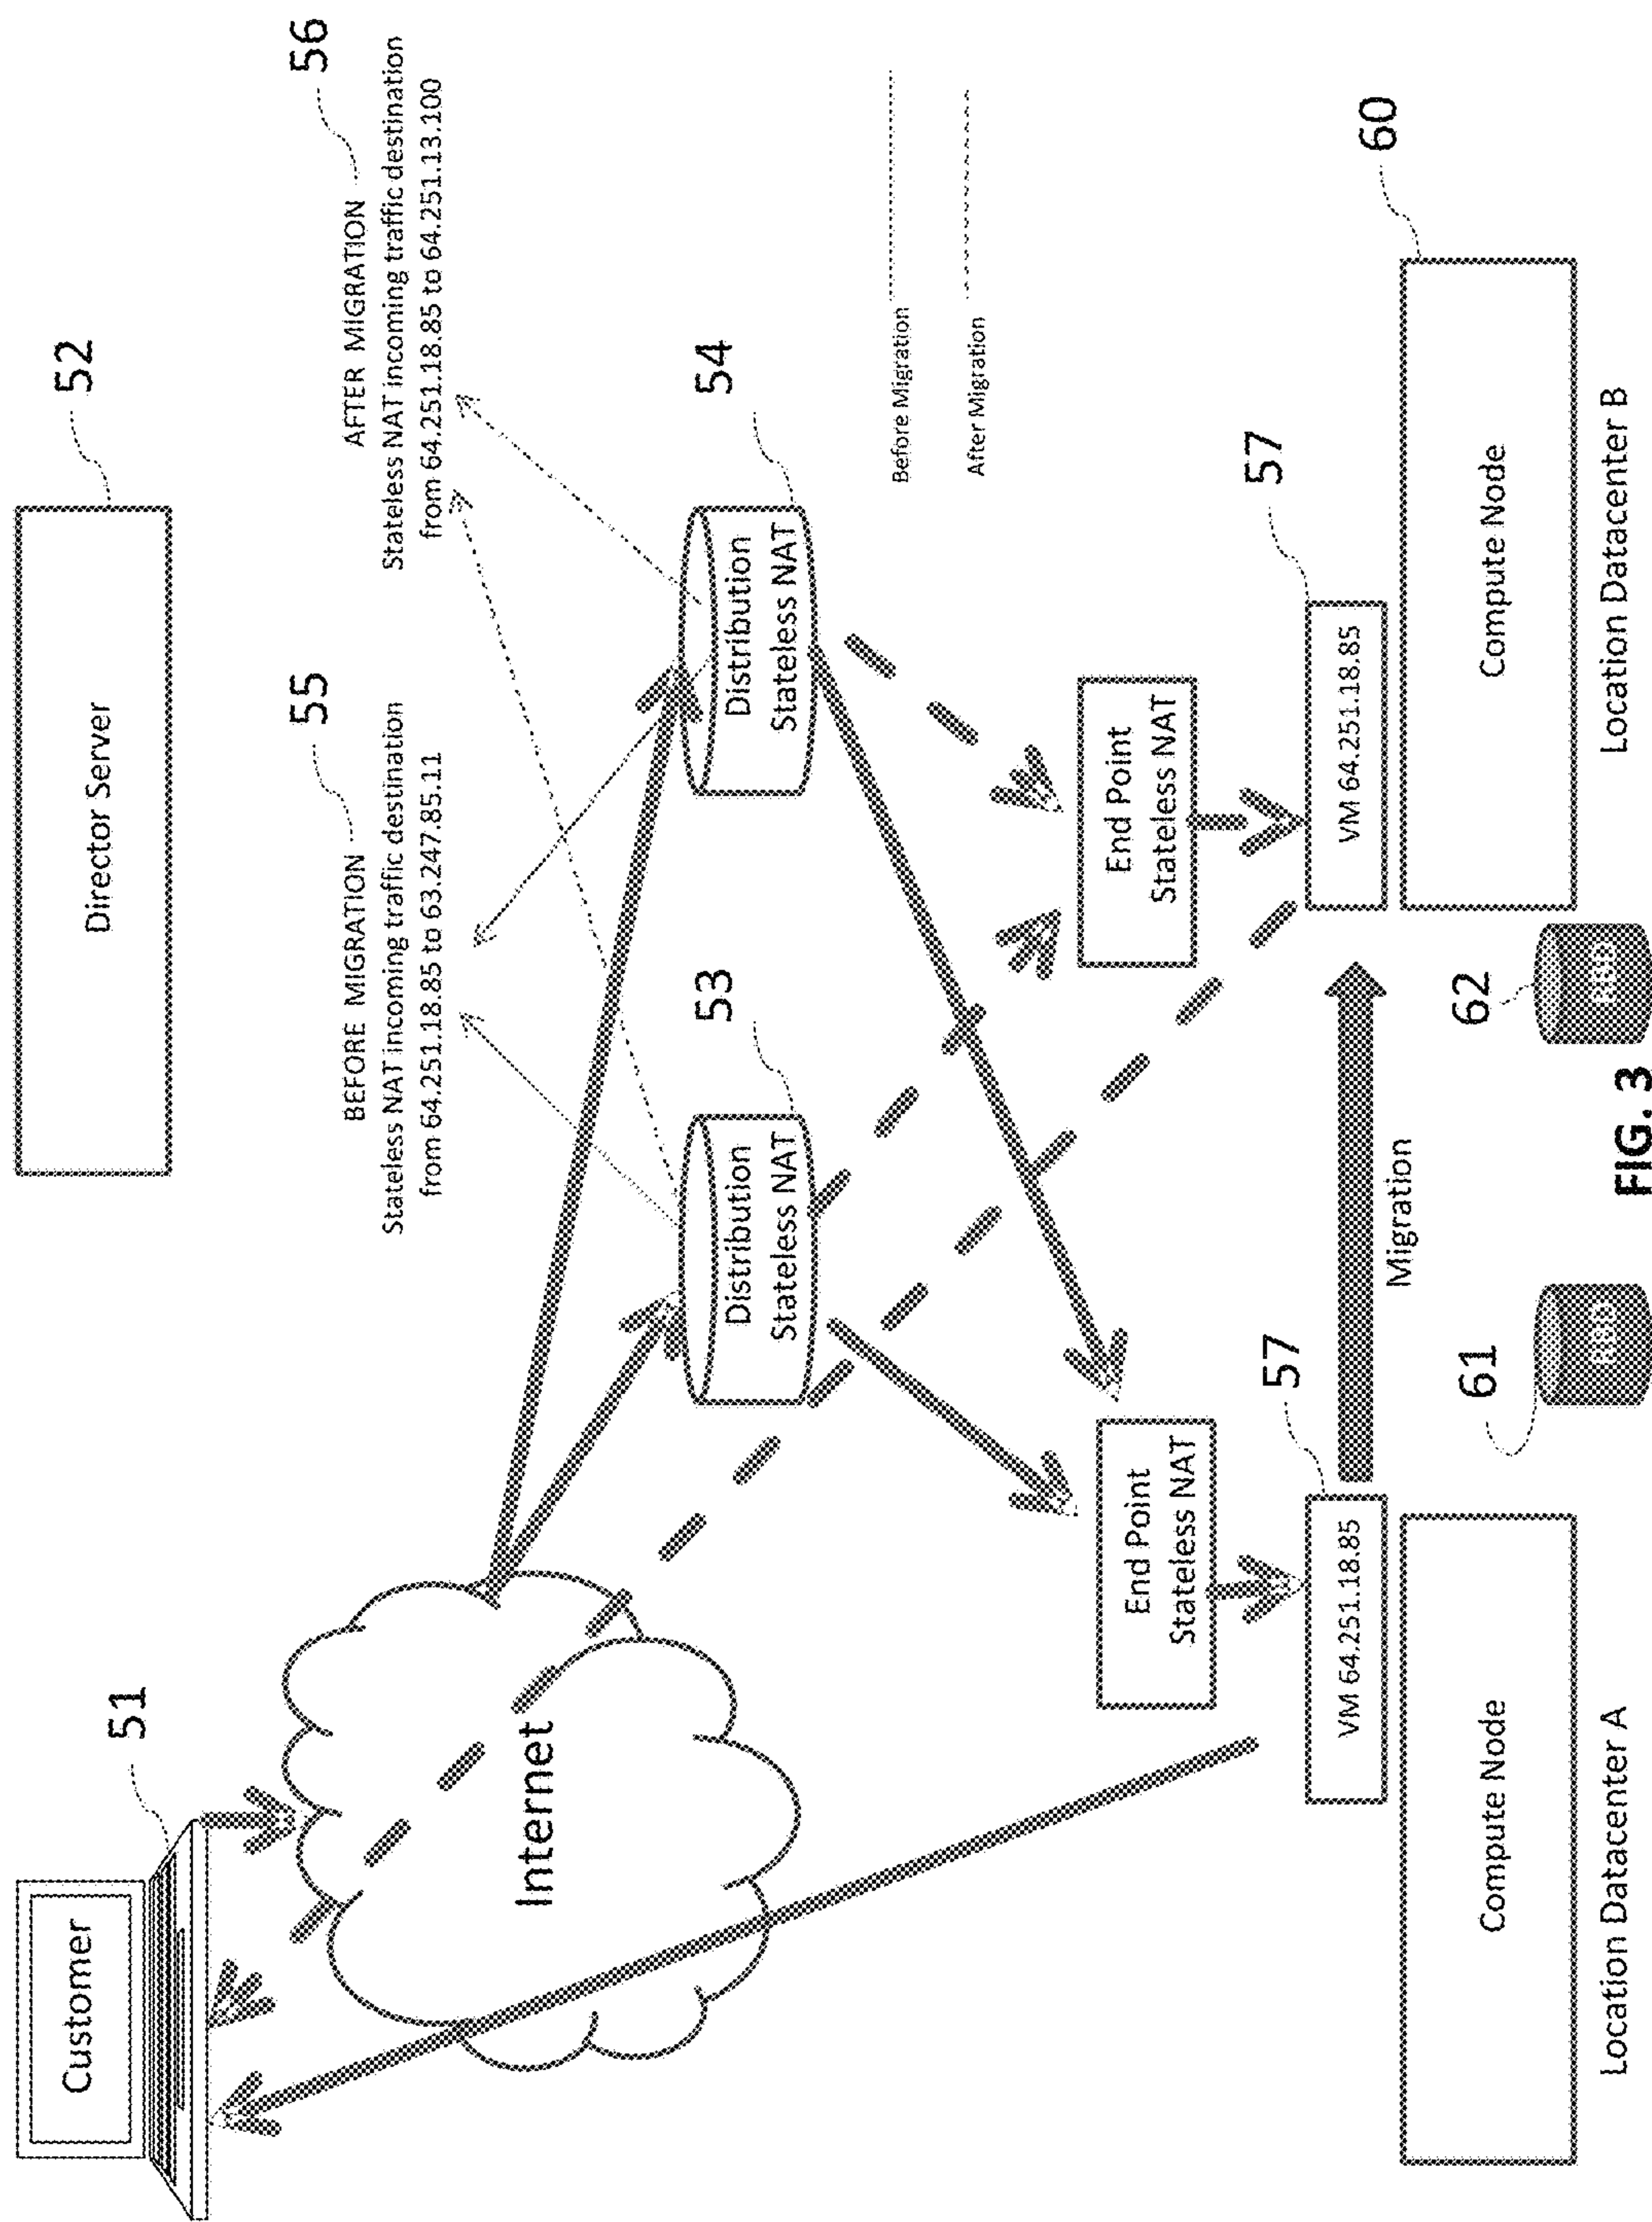 Customer
51
Director Server
52
55
BEFORE MIGRATION
Stateless NAT incoming traffic destination
from 64.251.18.85 to 63.247.85.11
56
AFTER MIGRATION
Stateless NAT incoming traffic destination
from 64.251.18.85 to 64.251.13.100
Internet
53
Distribution
Stateless NAT
54
Distribution
Stateless NAT
Before Migration
After Migration
End Point
Stateless NAT
End Point
Stateless NAT
57
VM 64.251.18.85
57
VM 64.251.18.85
Migration
60
Compute Node
Compute Node
61
RBD
62
RBD
Location Datacenter A
Location Datacenter B
FIG. 3